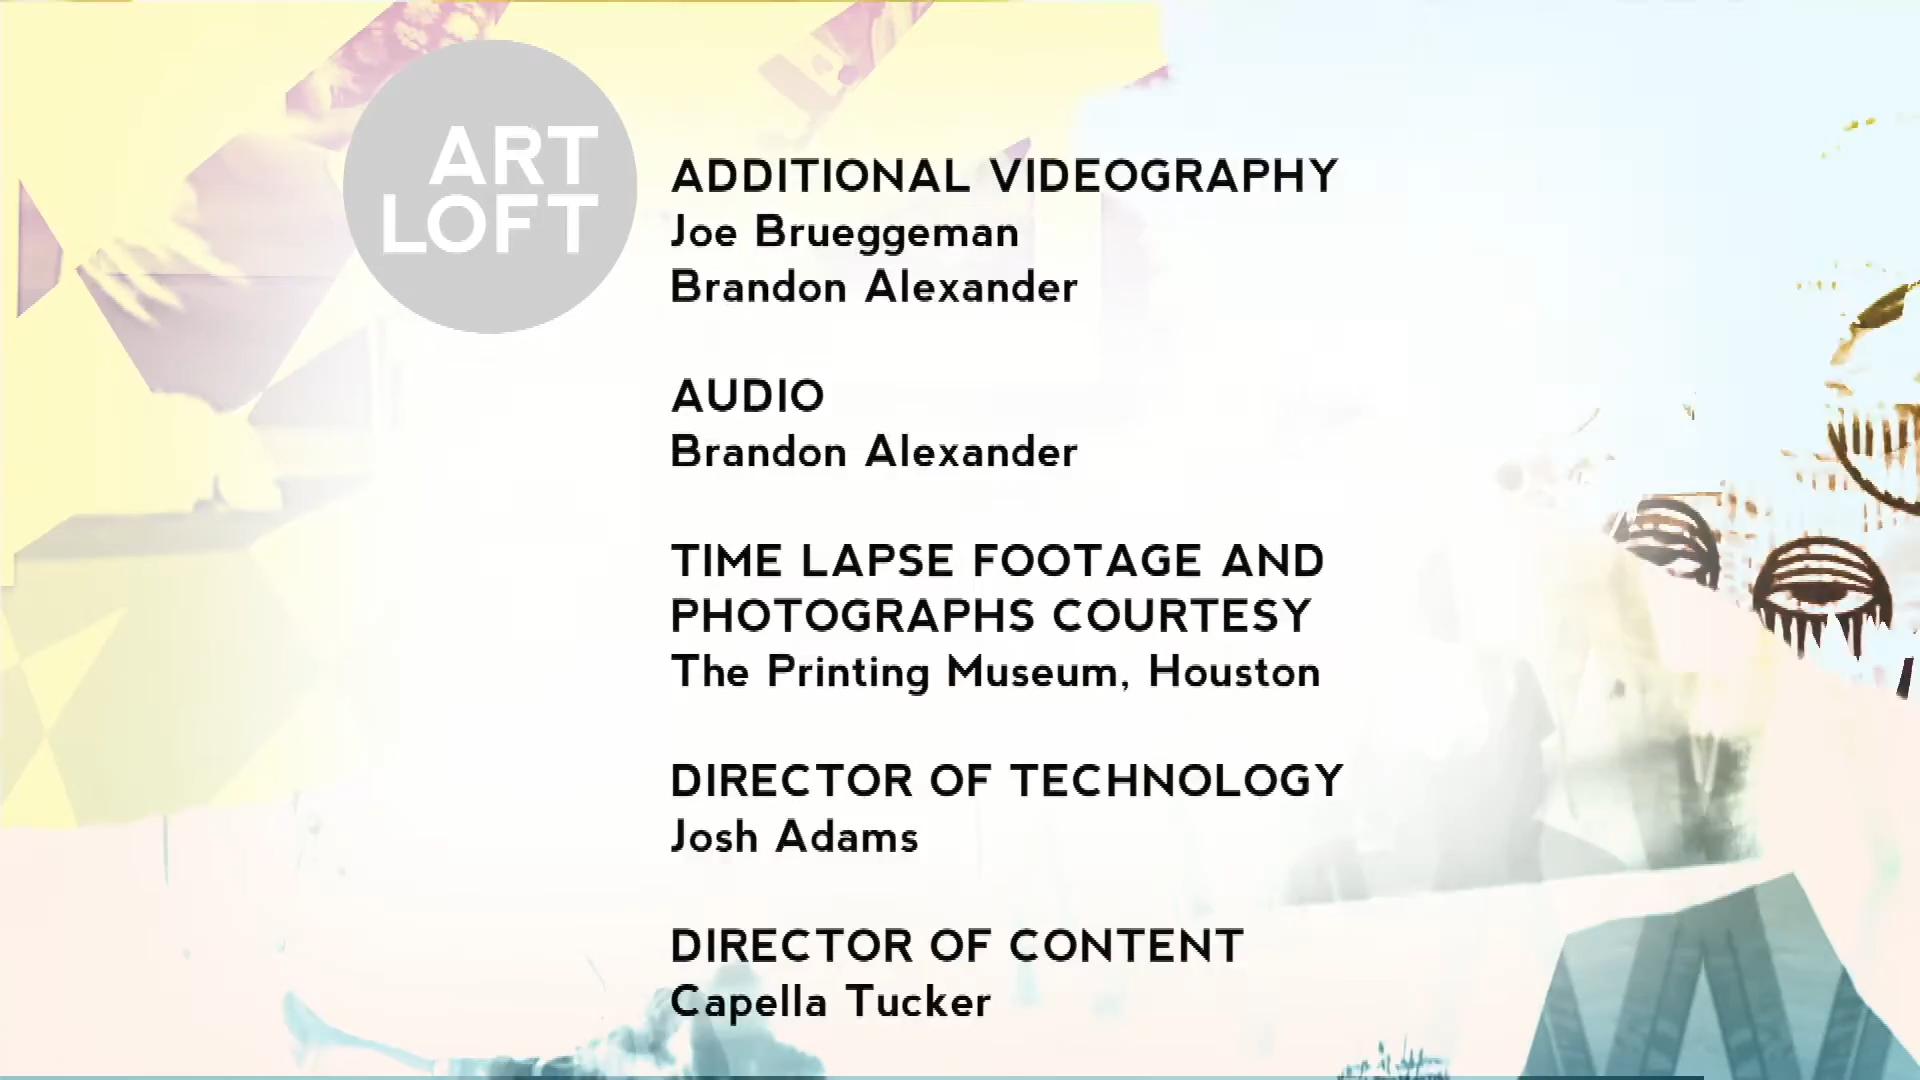 ART
LOFT
ADDITIONAL VIDEOGRAPHY
Joe Brueggeman
Brandon Alexander
AUDIO
Brandon Alexander
TIME LAPSE FOOTAGE AND
PHOTOGRAPHS COURTESY
The Printing Museum, Houston
DIRECTOR OF TECHNOLOGY
Josh Adams
DIRECTOR OF CONTENT
Capella Tucker